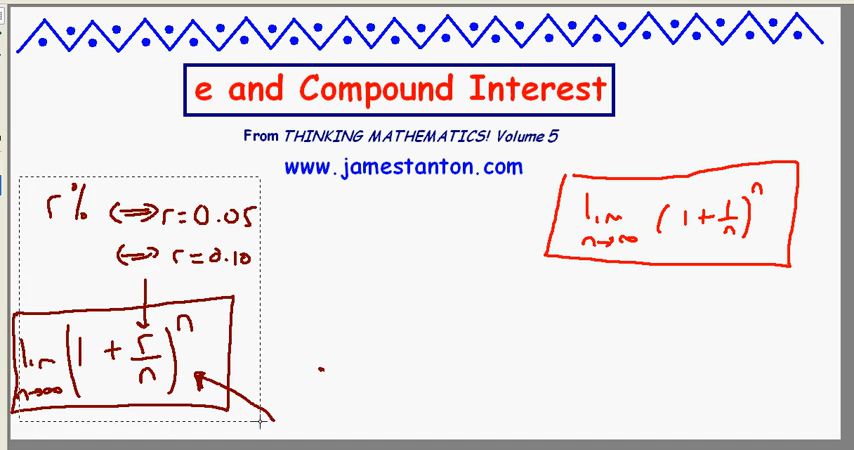 e and Compound Interest
From THINKING MATHEMATICS! Volume 5
www.jamestanton.com
r% ⟺ r = 0.05
⟺ r = 0.10
lim n→∞ (1 + r/n)^n
lim n→∞ (1 + 1/n)^n